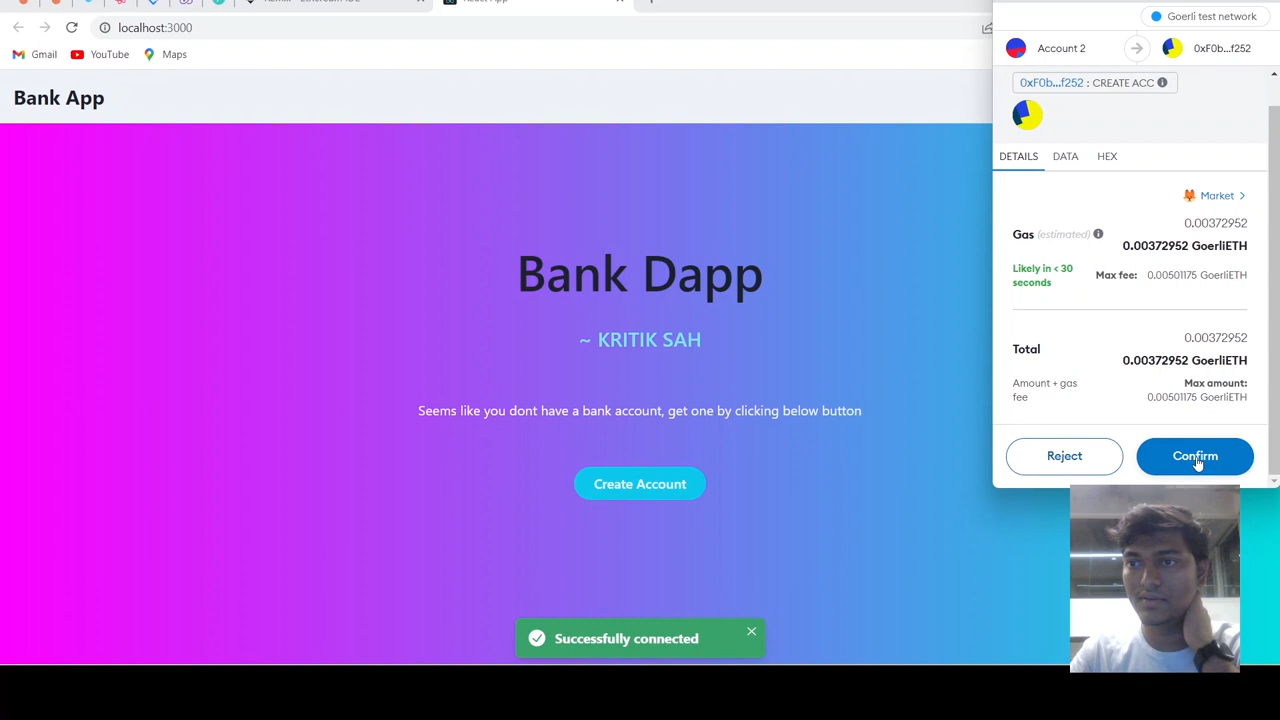 React App
localhost:3000
Gmail
YouTube
Maps
Bank App
Bank Dapp
~ KRITIK SAH
Seems like you dont have a bank account, get one by clicking below button
Create Account
Successfully connected
Goerli test network
Account 2
0xF0b...f252
0xF0b...f252 : CREATE ACC
DETAILS
DATA
HEX
Market >
0.00372952
Gas (estimated)
0.00372952 GoerliETH
Likely in < 30
seconds
Max fee:
0.00501175 GoerliETH
0.00372952
Total
0.00372952 GoerliETH
Amount + gas
fee
Max amount:
0.00501175 GoerliETH
Reject
Confirm